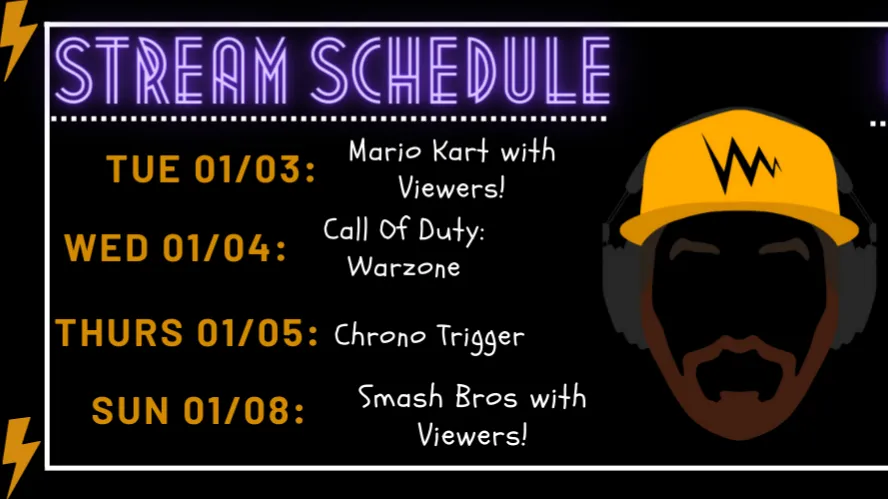 STREAM SCHEDULE
TUE 01/03: Mario Kart with
Viewers!
WED 01/04: Call Of Duty:
Warzone
THURS 01/05: Chrono Trigger
SUN 01/08: Smash Bros with
Viewers!